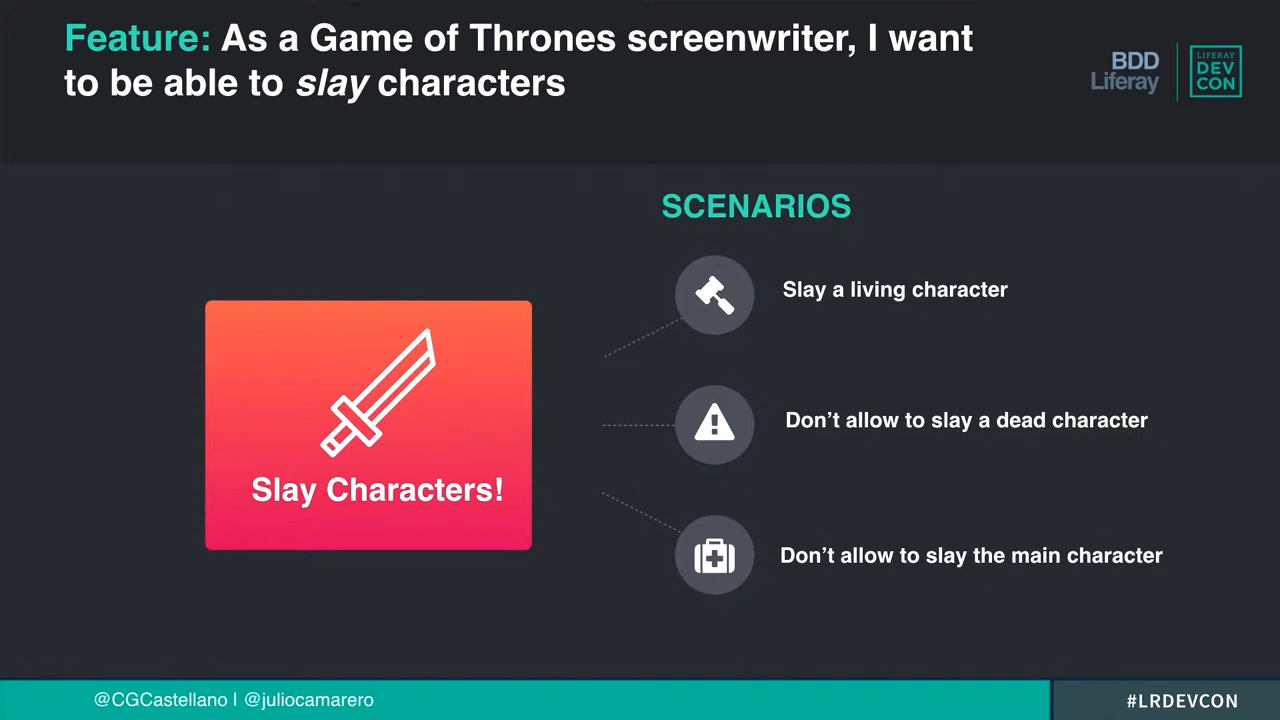 Feature: As a Game of Thrones screenwriter, I want
to be able to slay characters
BDD
Liferay
LIFERAY
DEV
CON
SCENARIOS
Slay a living character
Don’t allow to slay a dead character
Don’t allow to slay the main character
Slay Characters!
@CGCastellano | @juliocamarero
#LRDEVCON